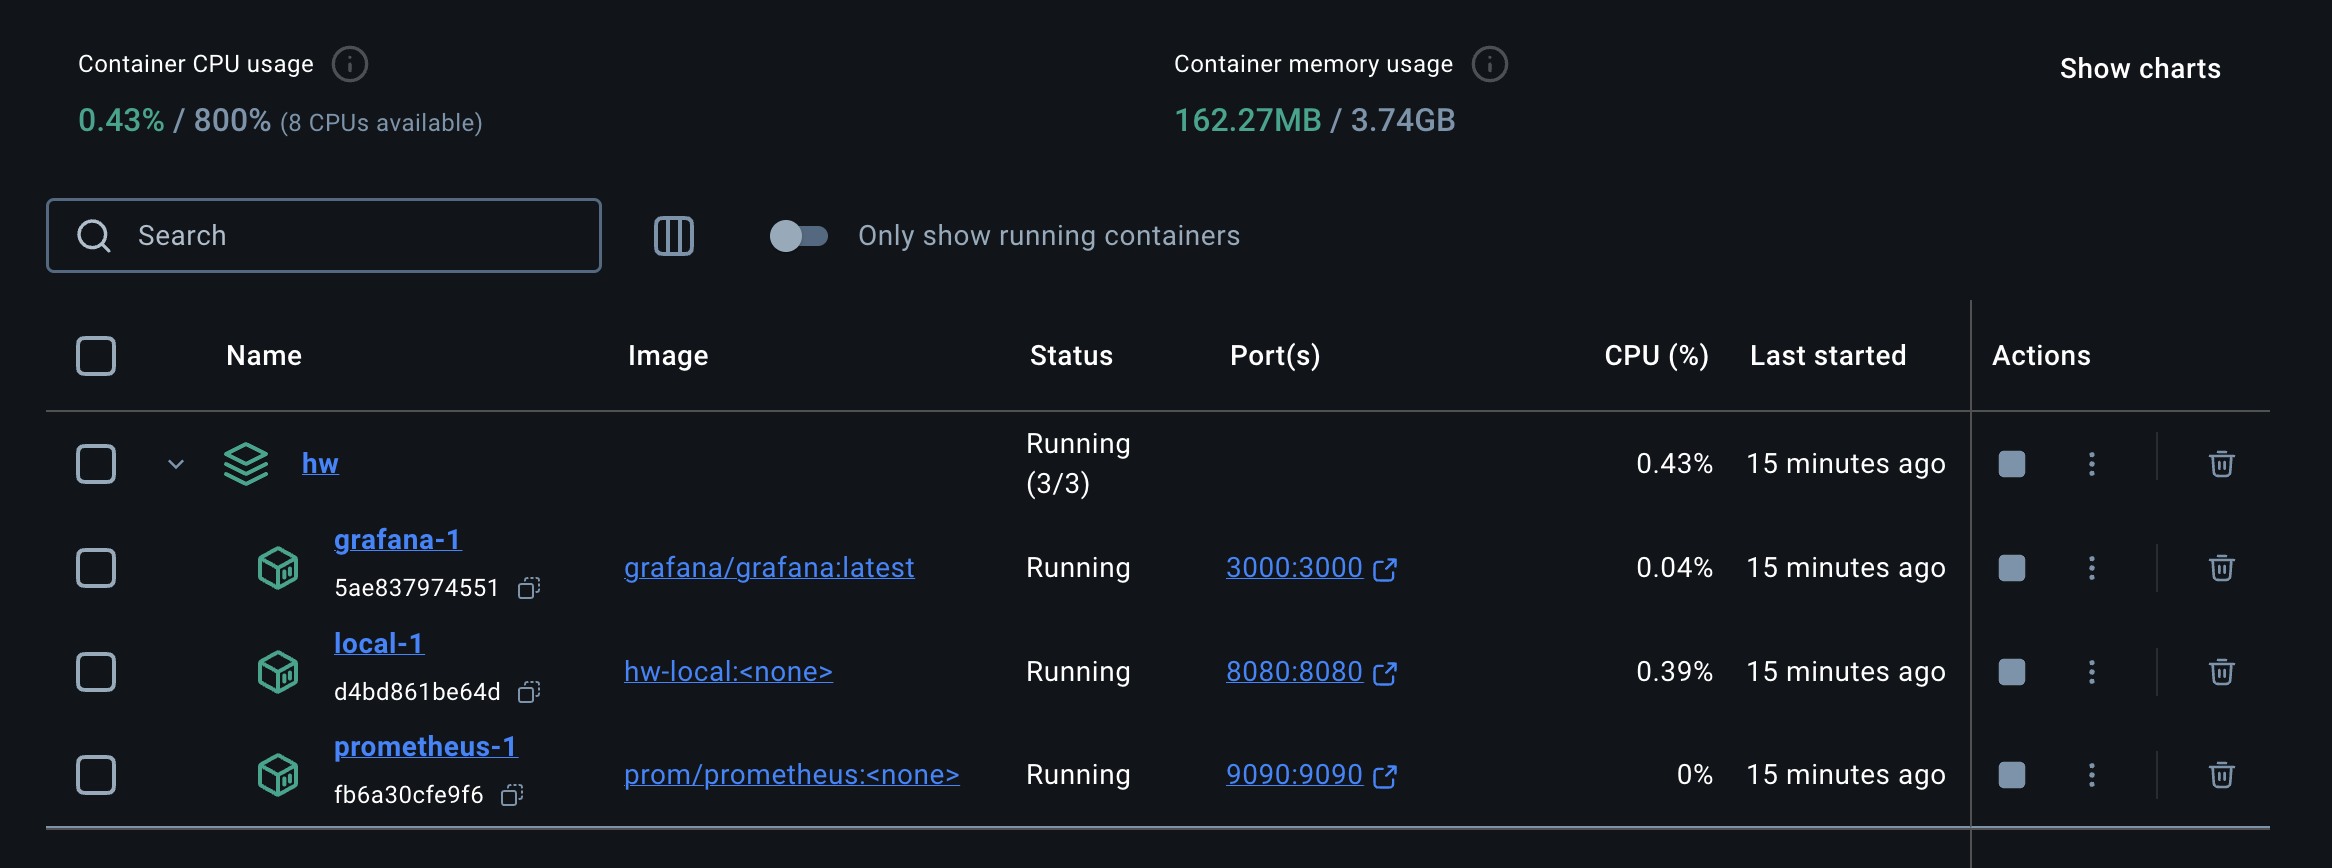 Container CPU usage
0.43% / 800% (8 CPUs available)
Container memory usage
162.27MB / 3.74GB
Show charts
Search
Only show running containers
Name Image Status Port(s) CPU (%) Last started Actions
hw Running (3/3) 0.43% 15 minutes ago
grafana-1
5ae837974551
grafana/grafana:latest Running 3000:3000 0.04% 15 minutes ago
local-1
d4bd861be64d
hw-local:<none> Running 8080:8080 0.39% 15 minutes ago
prometheus-1
fb6a30cfe9f6
prom/prometheus:<none> Running 9090:9090 0% 15 minutes ago